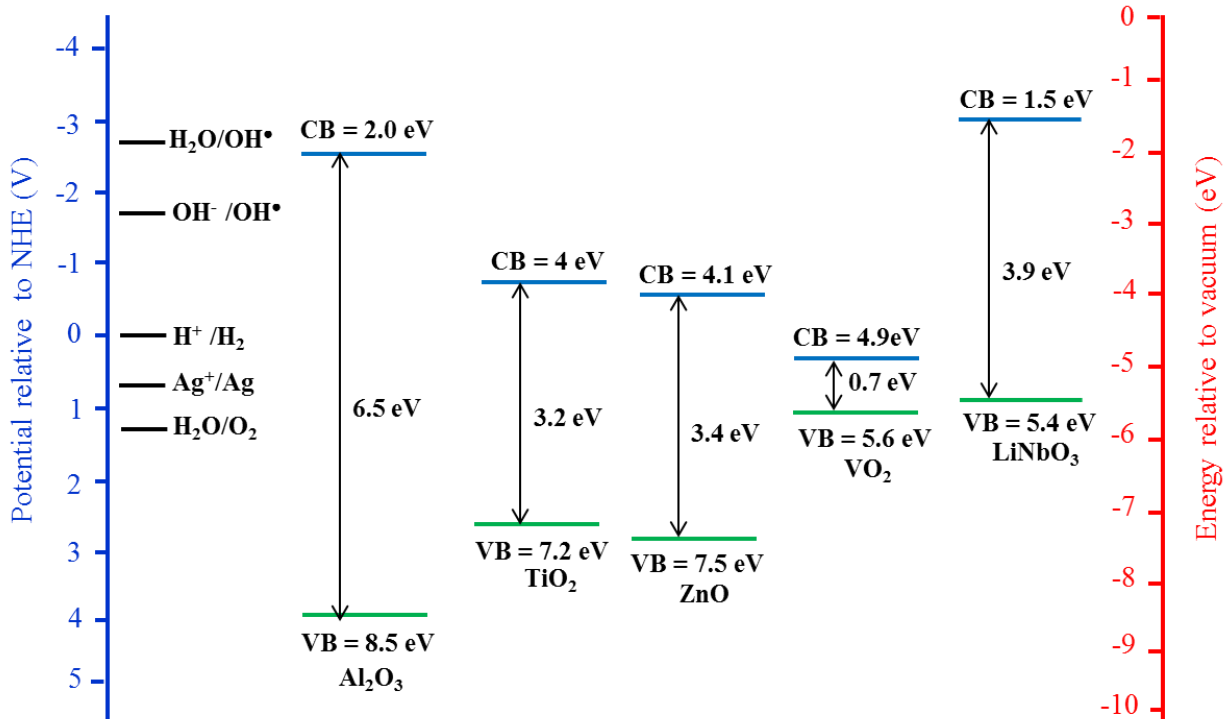 Potential relative to NHE (V)
-4
-3
-2
-1
0
1
2
3
4
5
H₂O/OH•
OH⁻ /OH•
H⁺ /H₂
Ag⁺/Ag
H₂O/O₂
CB = 2.0 eV
6.5 eV
VB = 8.5 eV
Al₂O₃
CB = 4 eV
3.2 eV
VB = 7.2 eV
TiO₂
CB = 4.1 eV
3.4 eV
VB = 7.5 eV
ZnO
CB = 4.9eV
0.7 eV
VB = 5.6 eV
VO₂
CB = 1.5 eV
3.9 eV
VB = 5.4 eV
LiNbO₃
0
-1
-2
-3
-4
-5
-6
-7
-8
-9
-10
Energy relative to vacuum (eV)